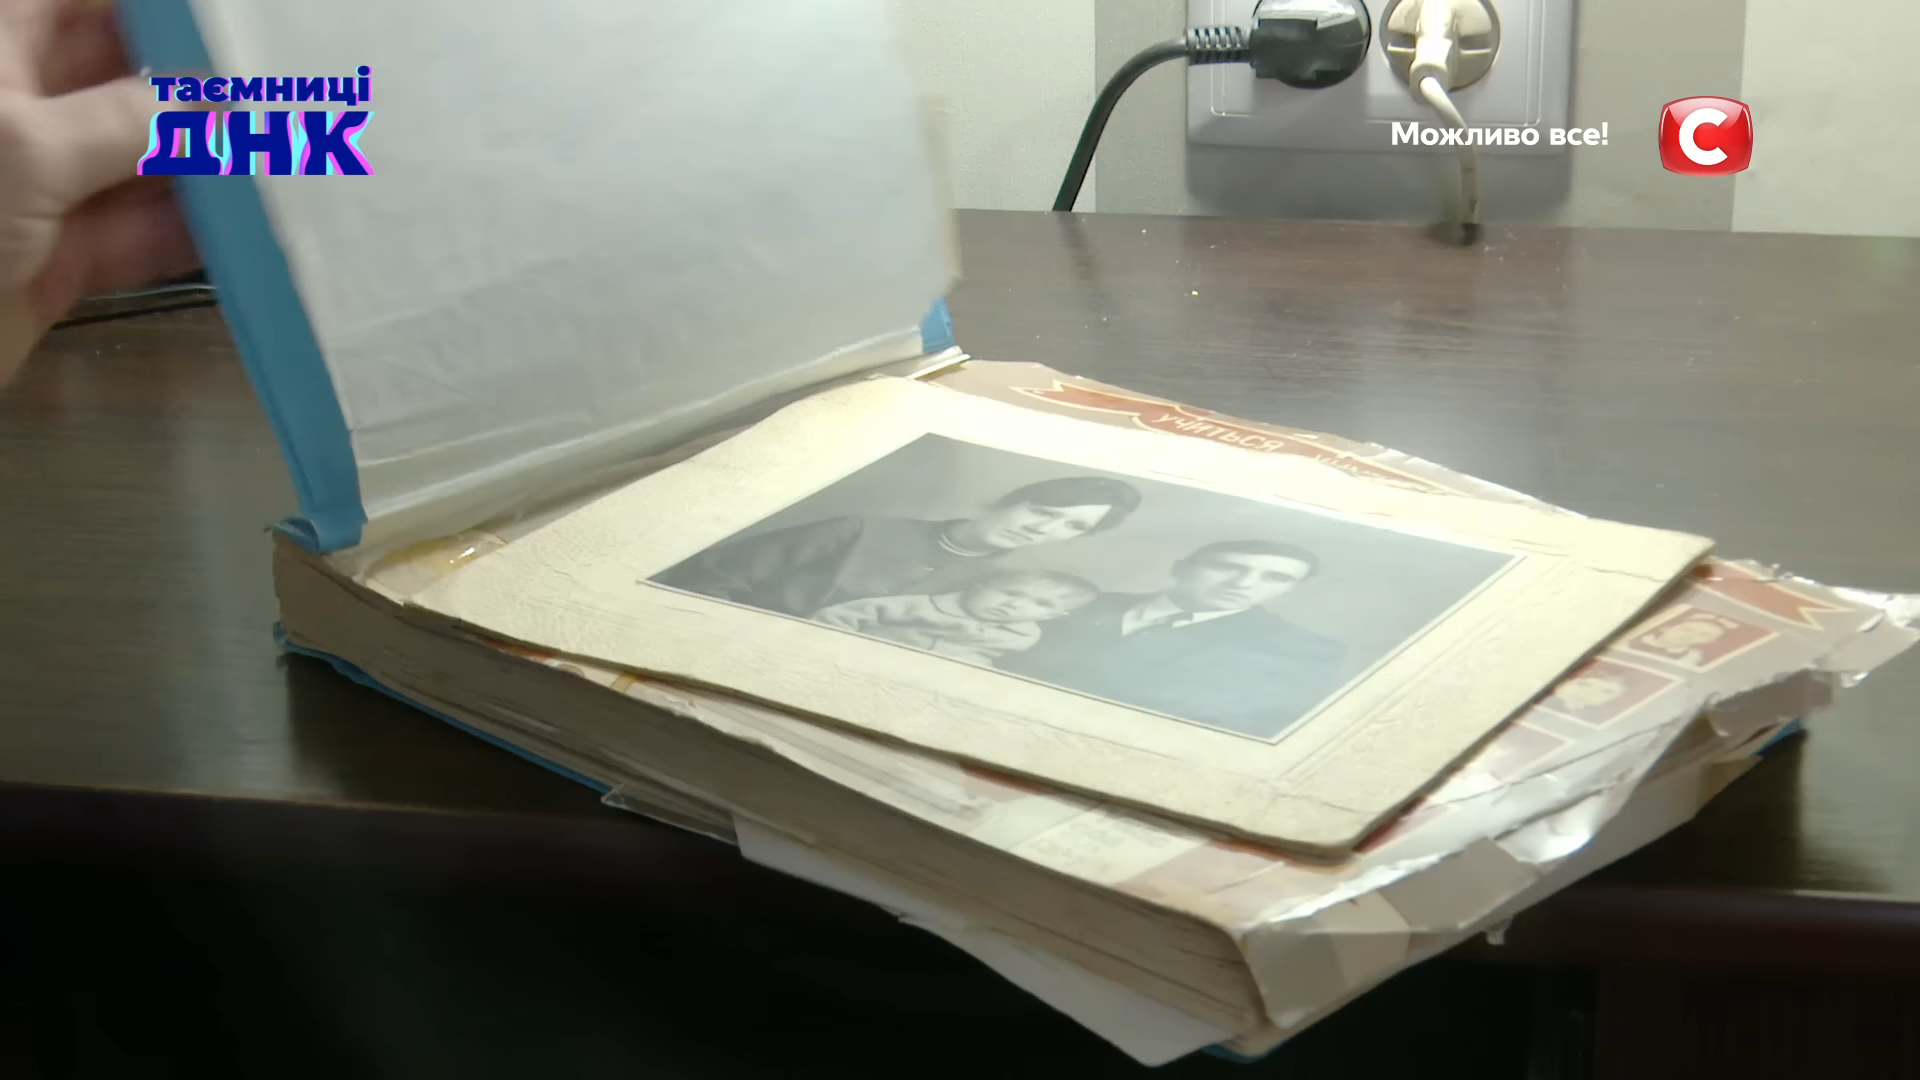 таємниці
ДНК
Можливо все!
С
УЧИТЬСЯ